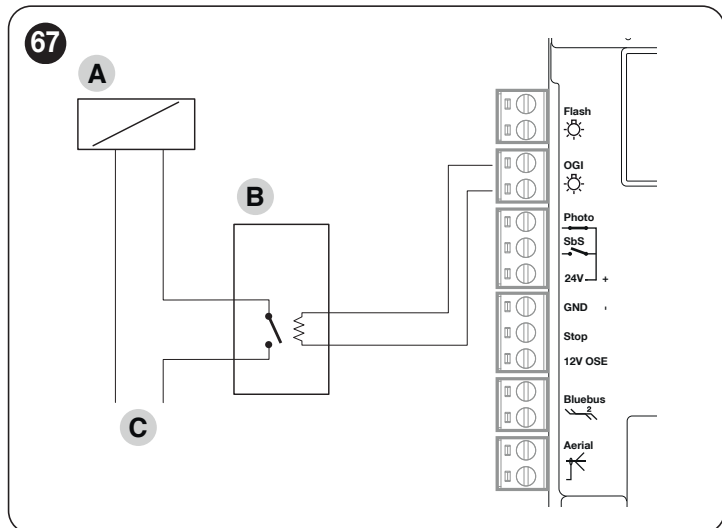 67
A
B
C
Flash
OGI
Photo
SbS
24V +
GND -
Stop
12V OSE
Bluebus
2
Aerial